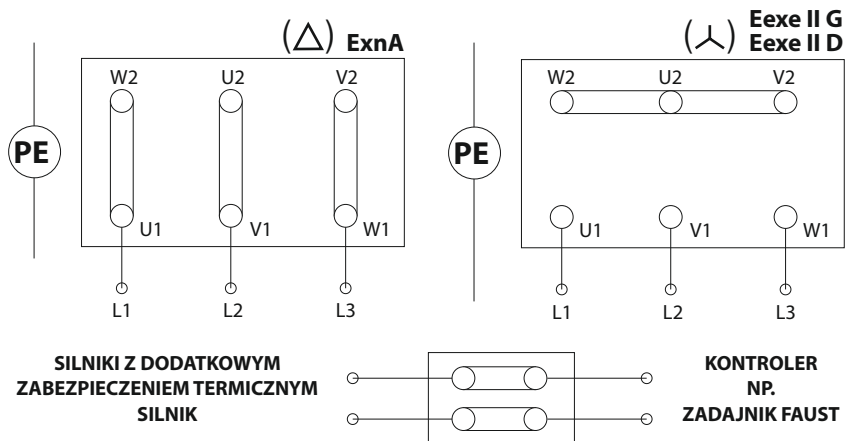 (△) ExnA
W2 U2 V2
PE
U1 V1 W1
L1 L2 L3
Eexe II G
Eexe II D
W2 U2 V2
PE
U1 V1 W1
L1 L2 L3
SILNIKI Z DODATKOWYM
ZABEZPIECZENIEM TERMICZNYM
SILNIK
KONTROLER
NP.
ZADAJNIK FAUST